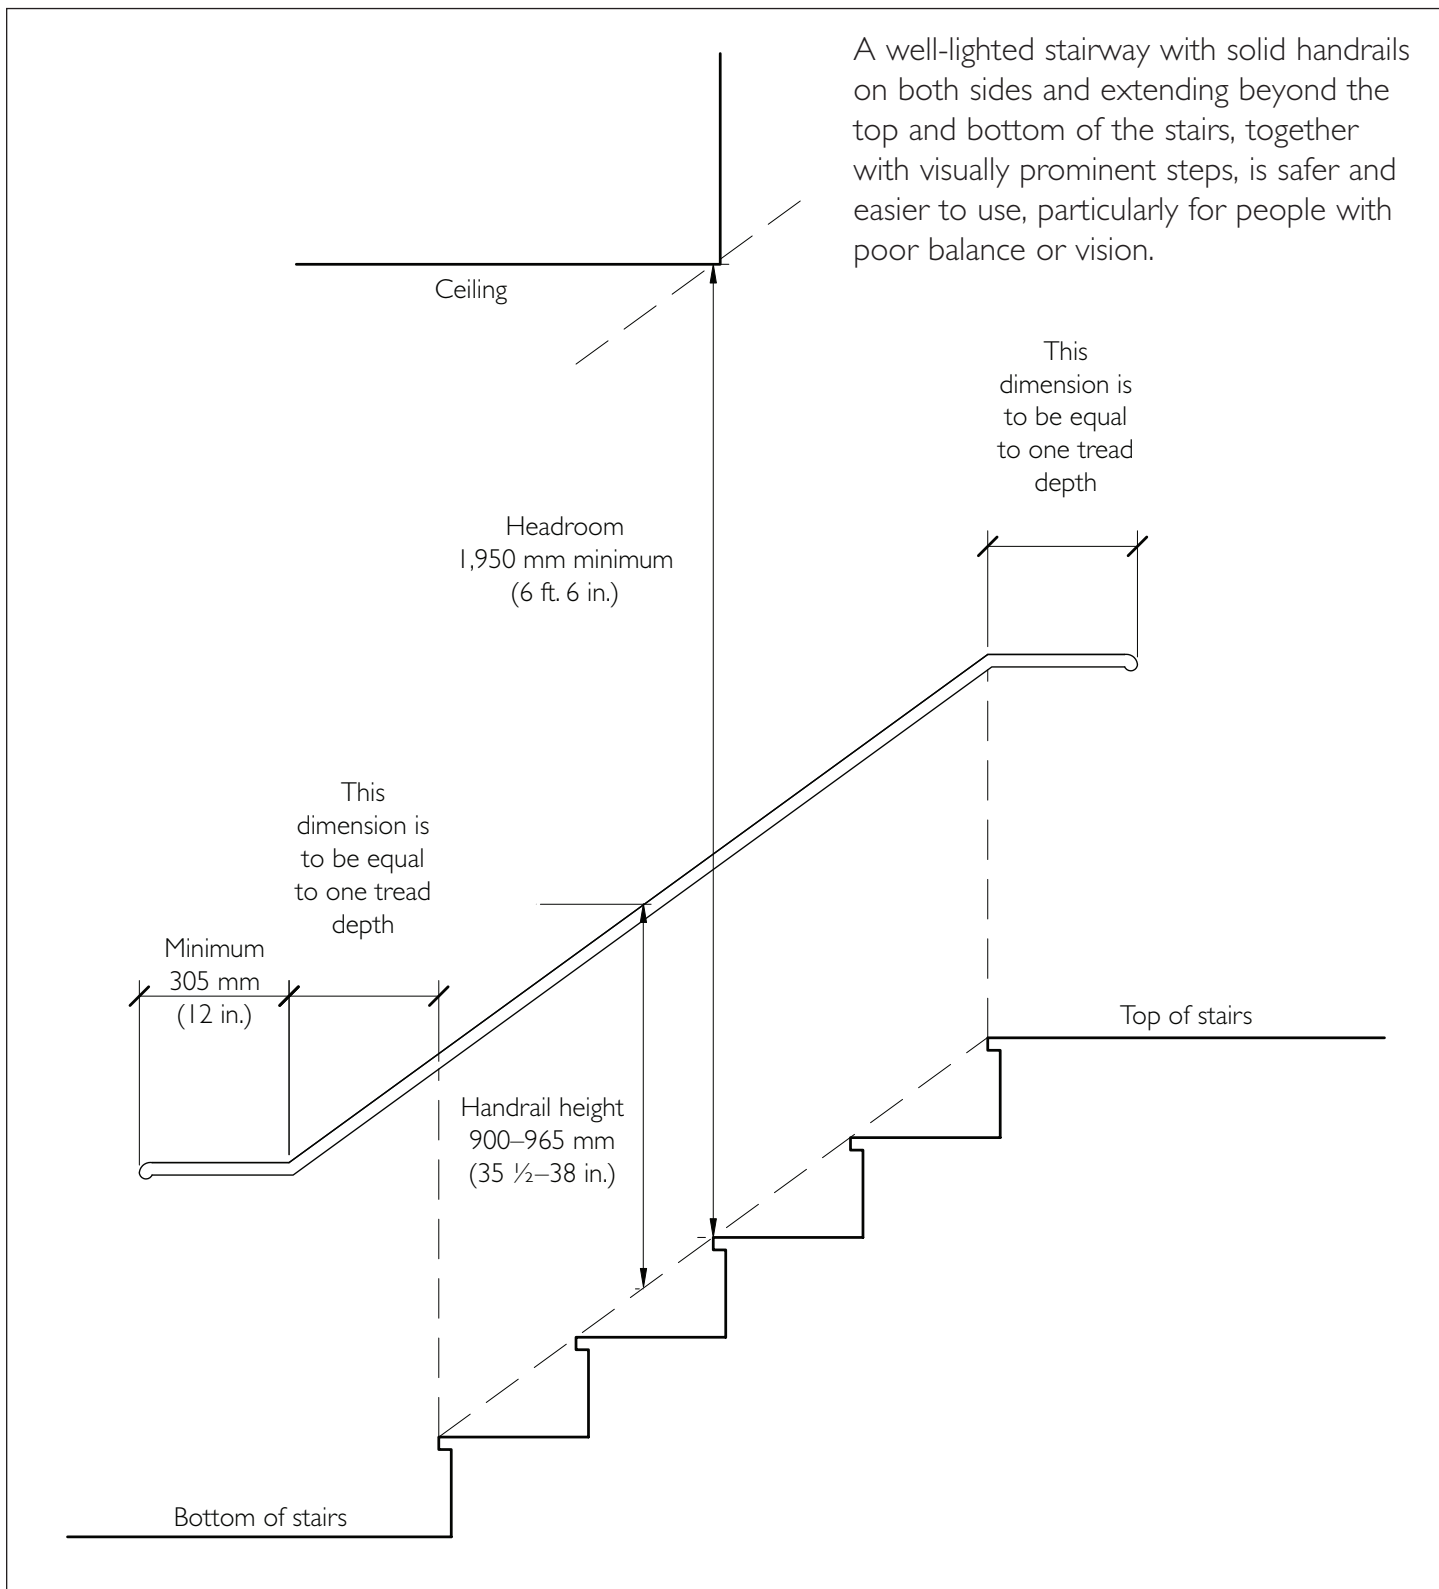 A well-lighted stairway with solid handrails
on both sides and extending beyond the
top and bottom of the stairs, together
with visually prominent steps, is safer and
easier to use, particularly for people with
poor balance or vision.
Ceiling
This
dimension is
to be equal
to one tread
depth
Headroom
1,950 mm minimum
(6 ft. 6 in.)
This
dimension is
to be equal
to one tread
depth
Minimum
305 mm
(12 in.)
Top of stairs
Handrail height
900–965 mm
(35 ½–38 in.)
Bottom of stairs